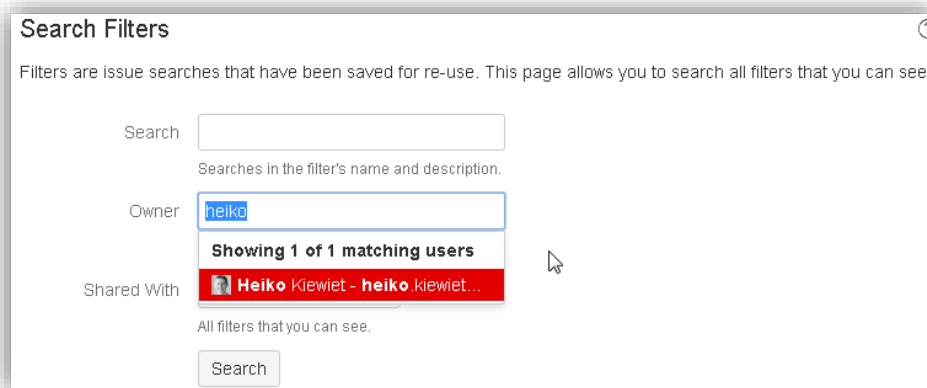 Search Filters
Filters are issue searches that have been saved for re-use. This page allows you to search all filters that you can see
Search
Searches in the filter's name and description.
Owner heiko
Showing 1 of 1 matching users
Heiko Kiewiet - heiko.kiewiet...
Shared With
All filters that you can see.
Search